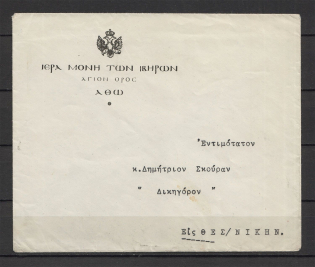 ΙΕΡΑ ΜΟΝΗ ΤΩΝ ΙΒΗΡΩΝ
ΑΓΙΟΝ ΟΡΟΣ
ΑΘΩ
Ἐντιμότατον
κ.Δημήτριον Σκούραν
" Δικηγόρον "
Εἰς ΘΕΣ/ΝΙΚΗΝ.